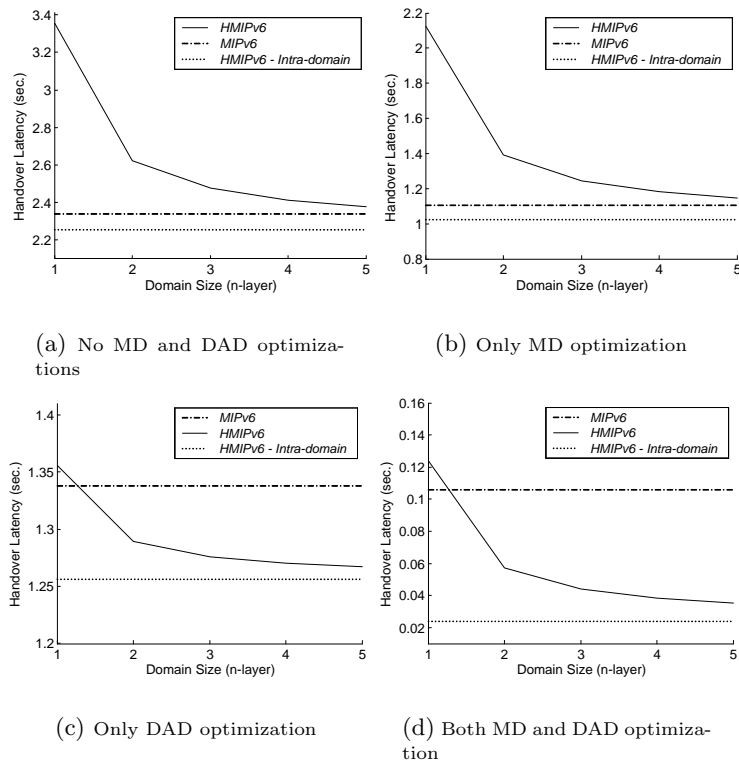 3.4
3.2
3
2.8
2.6
2.4
2.2
Handover Latency (sec.)
HMIPv6
MIPv6
HMIPv6 - Intra-domain
1 2 3 4 5
Domain Size (n-layer)
(a) No MD and DAD optimiza-
tions
2.2
2
1.8
1.6
1.4
1.2
1
0.8
Handover Latency (sec.)
HMIPv6
MIPv6
HMIPv6 - Intra-domain
1 2 3 4 5
Domain Size (n-layer)
(b) Only MD optimization
1.4
1.35
1.3
1.25
1.2
Handover Latency (sec.)
MIPv6
HMIPv6
HMIPv6 - Intra-domain
1 2 3 4 5
Domain Size (n-layer)
(c) Only DAD optimization
0.16
0.14
0.12
0.1
0.08
0.06
0.04
0.02
Handover Latency (sec.)
MIPv6
HMIPv6
HMIPv6 - Intra-domain
1 2 3 4 5
Domain Size (n-layer)
(d) Both MD and DAD optimiza-
tion